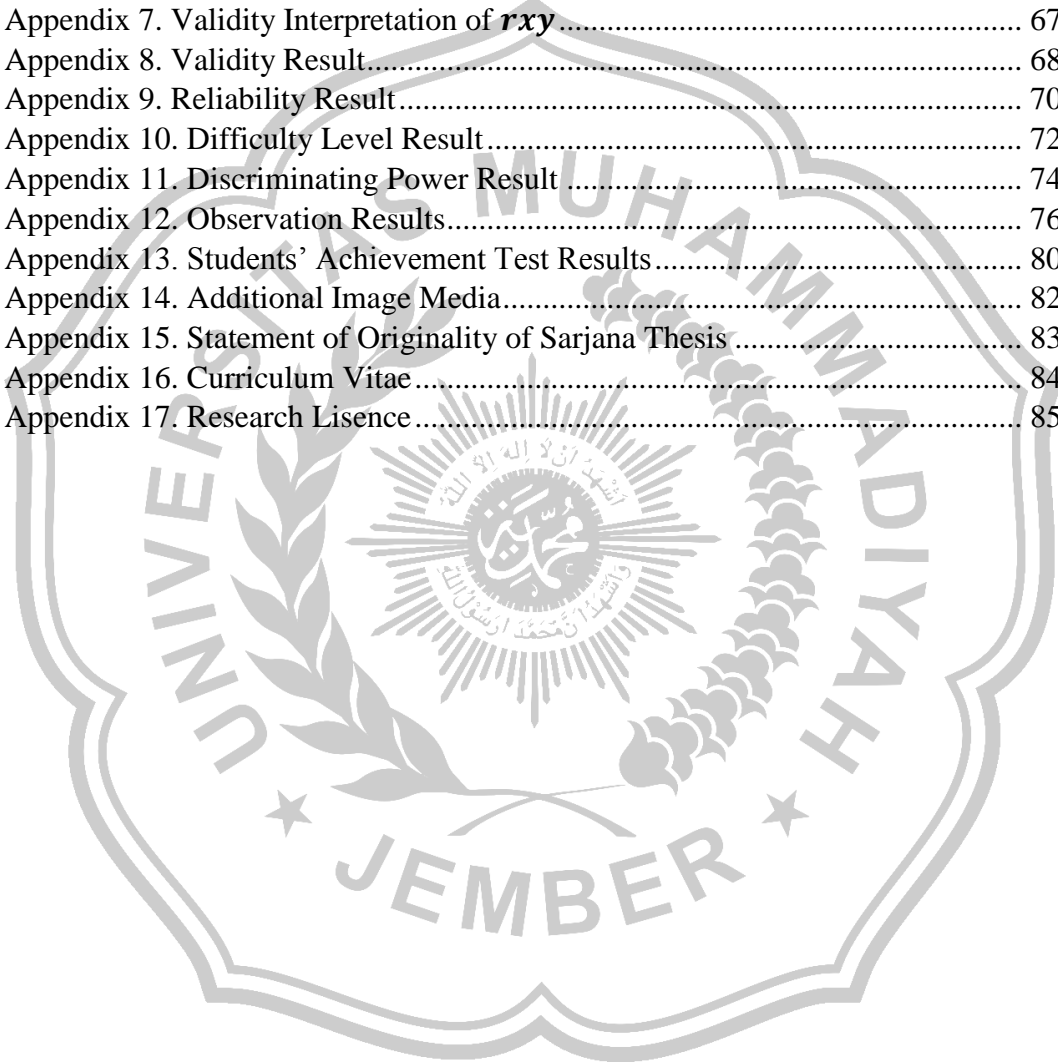 Appendix 7. Validity Interpretation of rxy........................ 67
Appendix 8. Validity Result........................ 68
Appendix 9. Reliability Result........................ 70
Appendix 10. Difficulty Level Result........................ 72
Appendix 11. Discriminating Power Result........................ 74
Appendix 12. Observation Results........................ 76
Appendix 13. Students’ Achievement Test Results........................ 80
Appendix 14. Additional Image Media........................ 82
Appendix 15. Statement of Originality of Sarjana Thesis........................ 83
Appendix 16. Curriculum Vitae........................ 84
Appendix 17. Research Lisence........................ 85
UNIVERSITAS MUHAMMADIYAH
JEMBER